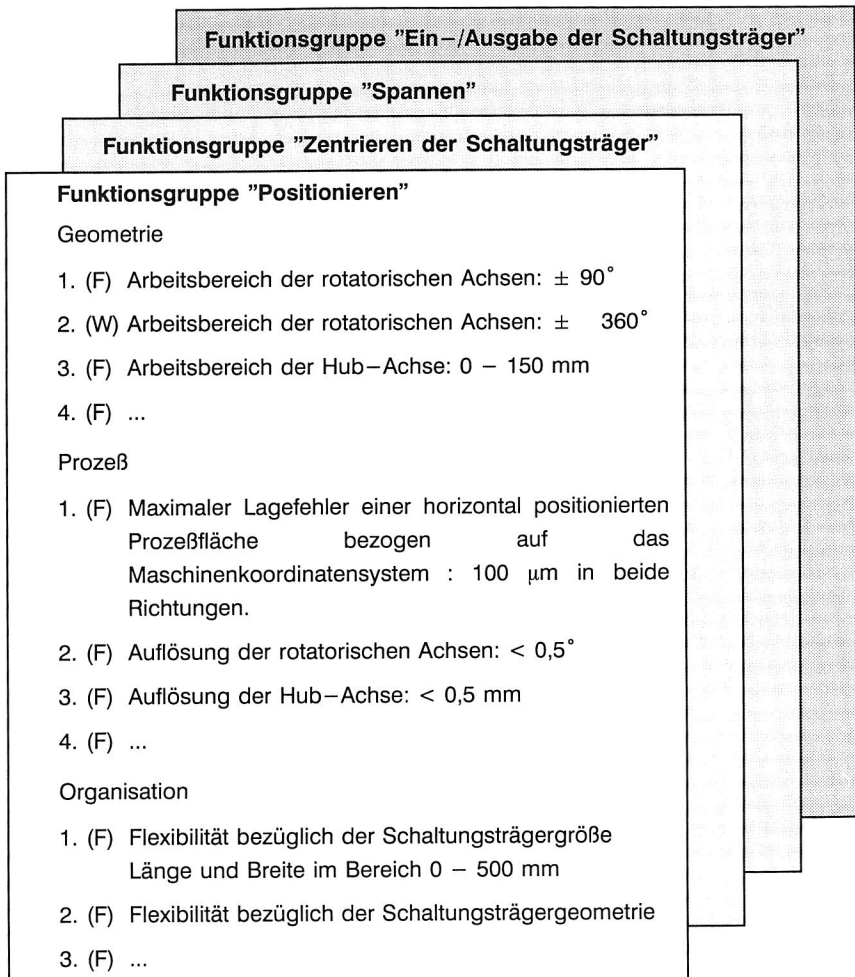 Funktionsgruppe ”Ein−/Ausgabe der Schaltungsträger”
Funktionsgruppe ”Spannen”
Funktionsgruppe ”Zentrieren der Schaltungsträger”
Funktionsgruppe ”Positionieren”
Geometrie
1. (F) Arbeitsbereich der rotatorischen Achsen: ± 90°
2. (W) Arbeitsbereich der rotatorischen Achsen: ± 360°
3. (F) Arbeitsbereich der Hub−Achse: 0 − 150 mm
4. (F) ...
Prozeß
1. (F) Maximaler Lagefehler einer horizontal positionierten
Prozeßfläche bezogen auf das
Maschinenkoordinatensystem : 100 µm in beide
Richtungen.
2. (F) Auflösung der rotatorischen Achsen: < 0,5°
3. (F) Auflösung der Hub−Achse: < 0,5 mm
4. (F) ...
Organisation
1. (F) Flexibilität bezüglich der Schaltungsträgergröße
Länge und Breite im Bereich 0 − 500 mm
2. (F) Flexibilität bezüglich der Schaltungsträgergeometrie
3. (F) ...